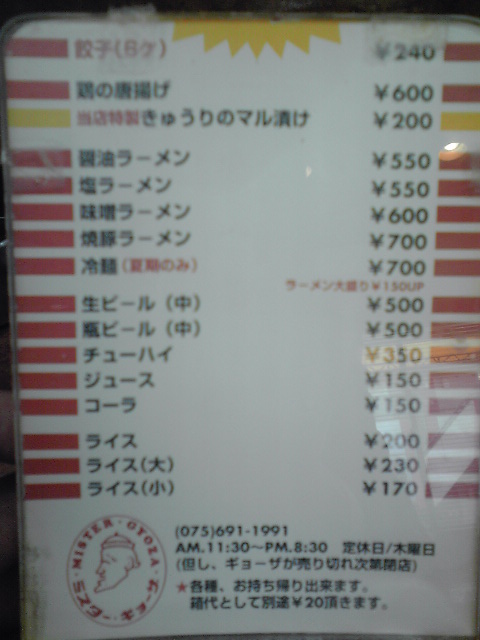 餃子(6ケ) ¥240
鶏の唐揚げ ¥600
当店特製きゅうりのマル漬け ¥200
醤油ラーメン ¥550
塩ラーメン ¥550
味噌ラーメン ¥600
焼豚ラーメン ¥700
冷麺(夏期のみ) ¥700
ラーメン大盛り¥150UP
生ビール(中) ¥500
瓶ビール(中) ¥500
チューハイ ¥350
ジュース ¥150
コーラ ¥150
ライス ¥200
ライス(大) ¥230
ライス(小) ¥170
MISTER・GYOZA
ミスター・ギョーザ
(075)691-1991
AM.11:30〜PM.8:30 定休日/木曜日
(但し、ギョーザが売り切れ次第閉店)
★各種、お持ち帰り出来ます。
箱代として別途¥20頂きます。